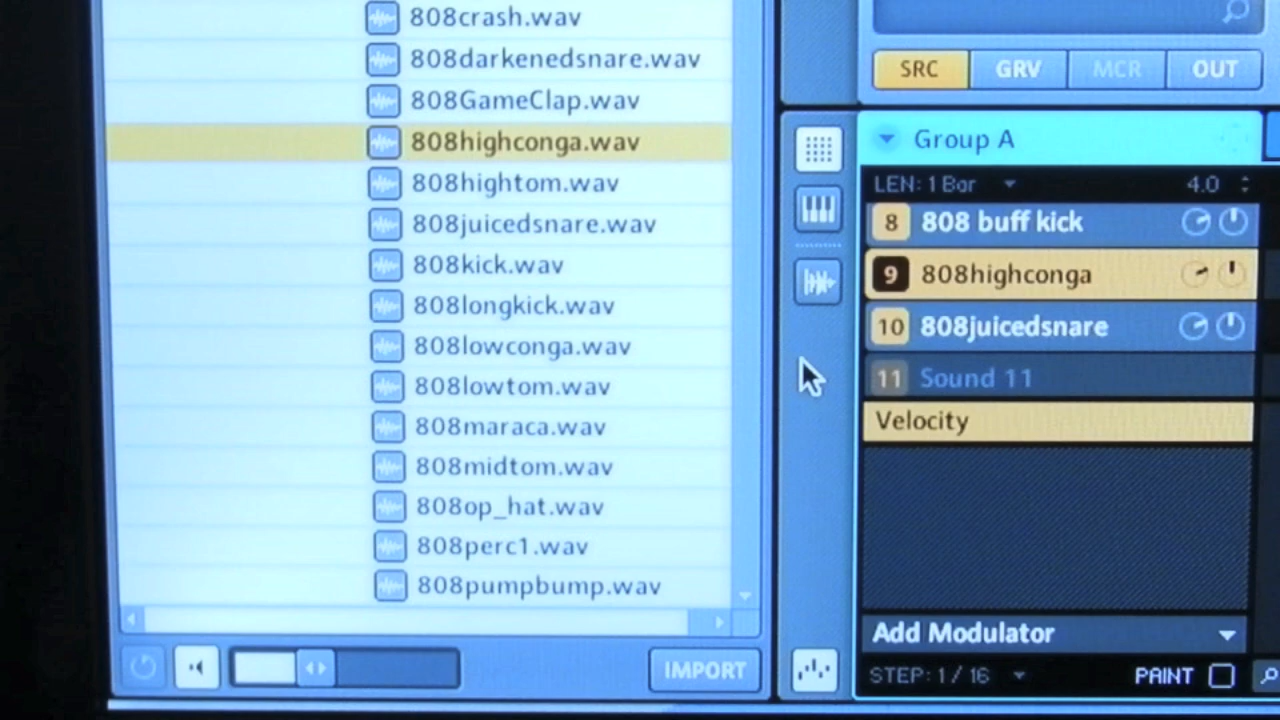 808crash.wav
808darkenedsnare.wav
808GameClap.wav
808highconga.wav
808hightom.wav
808juicedsnare.wav
808kick.wav
808longkick.wav
808lowconga.wav
808lowtom.wav
808maraca.wav
808midtom.wav
808op_hat.wav
808perc1.wav
808pumpbump.wav
IMPORT
SRC GRV MCR OUT
Group A
LEN: 1 Bar 4.0
8 808 buff kick
9 808highconga
10 808juicedsnare
11 Sound 11
Velocity
Add Modulator
STEP: 1 / 16 PAINT